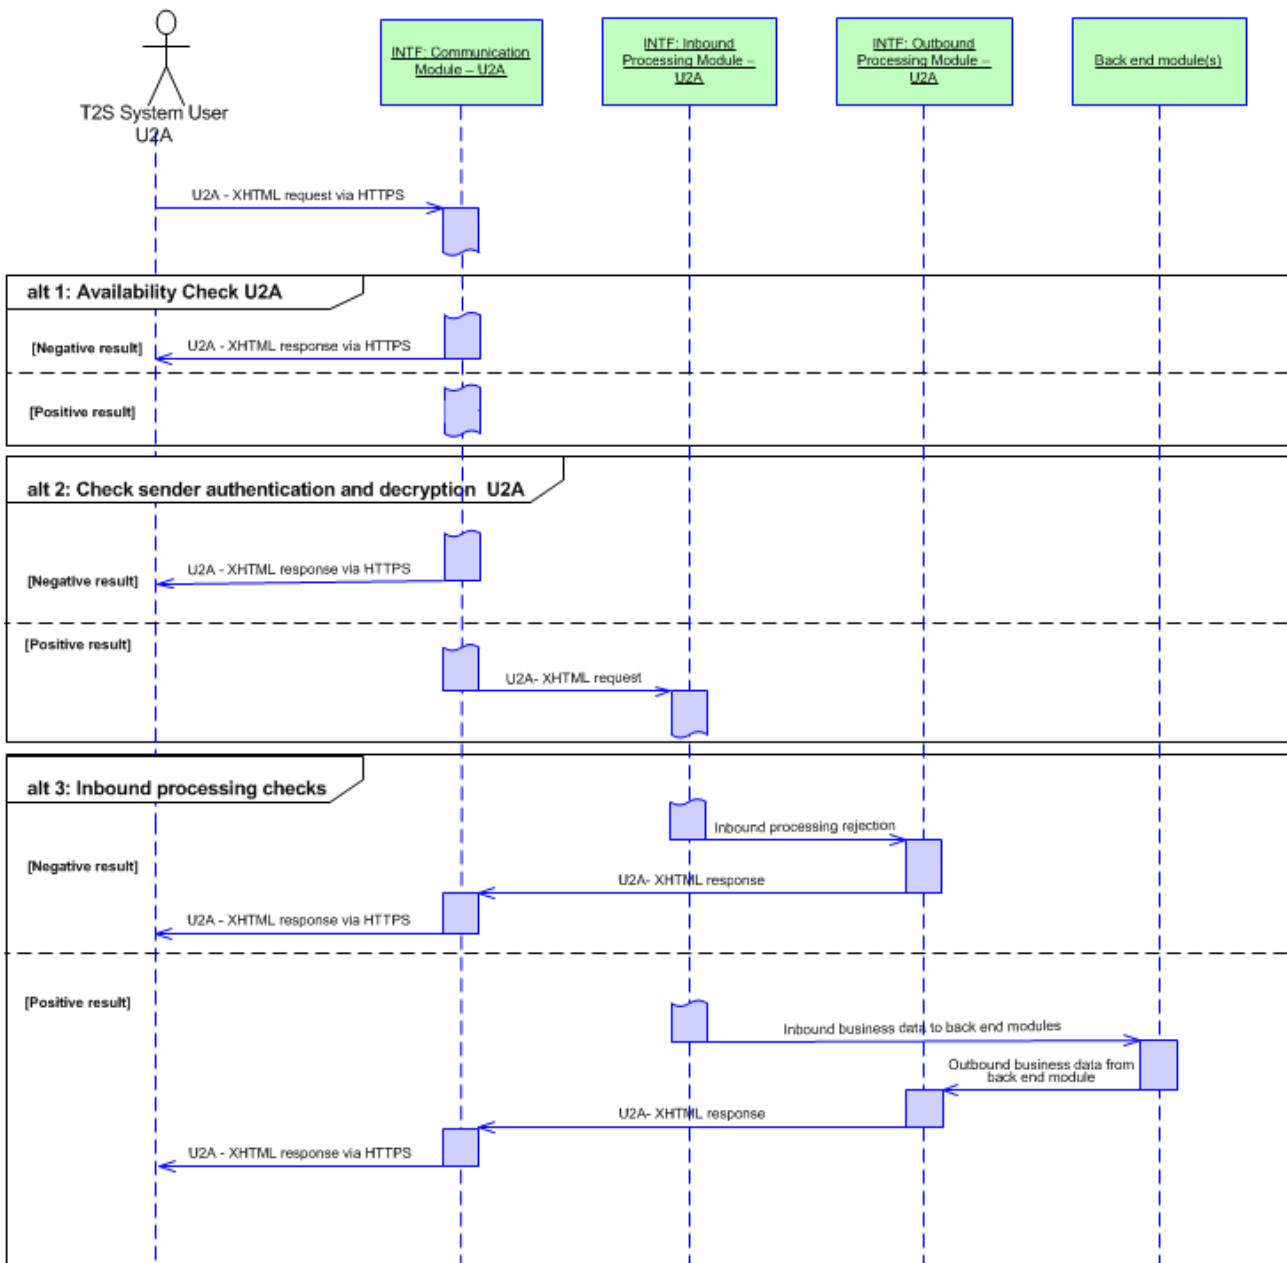 T2S System User
U2A
INTF: Communication
Module – U2A
INTF: Inbound
Processing Module –
U2A
INTF: Outbound
Processing Module –
U2A
Back end module(s)
U2A - XHTML request via HTTPS
alt 1: Availability Check U2A
[Negative result]
U2A - XHTML response via HTTPS
[Positive result]
alt 2: Check sender authentication and decryption U2A
[Negative result]
U2A - XHTML response via HTTPS
[Positive result]
U2A- XHTML request
alt 3: Inbound processing checks
Inbound processing rejection
[Negative result]
U2A- XHTML response
U2A - XHTML response via HTTPS
[Positive result]
Inbound business data to back end modules
Outbound business data from
back end module
U2A- XHTML response
U2A - XHTML response via HTTPS